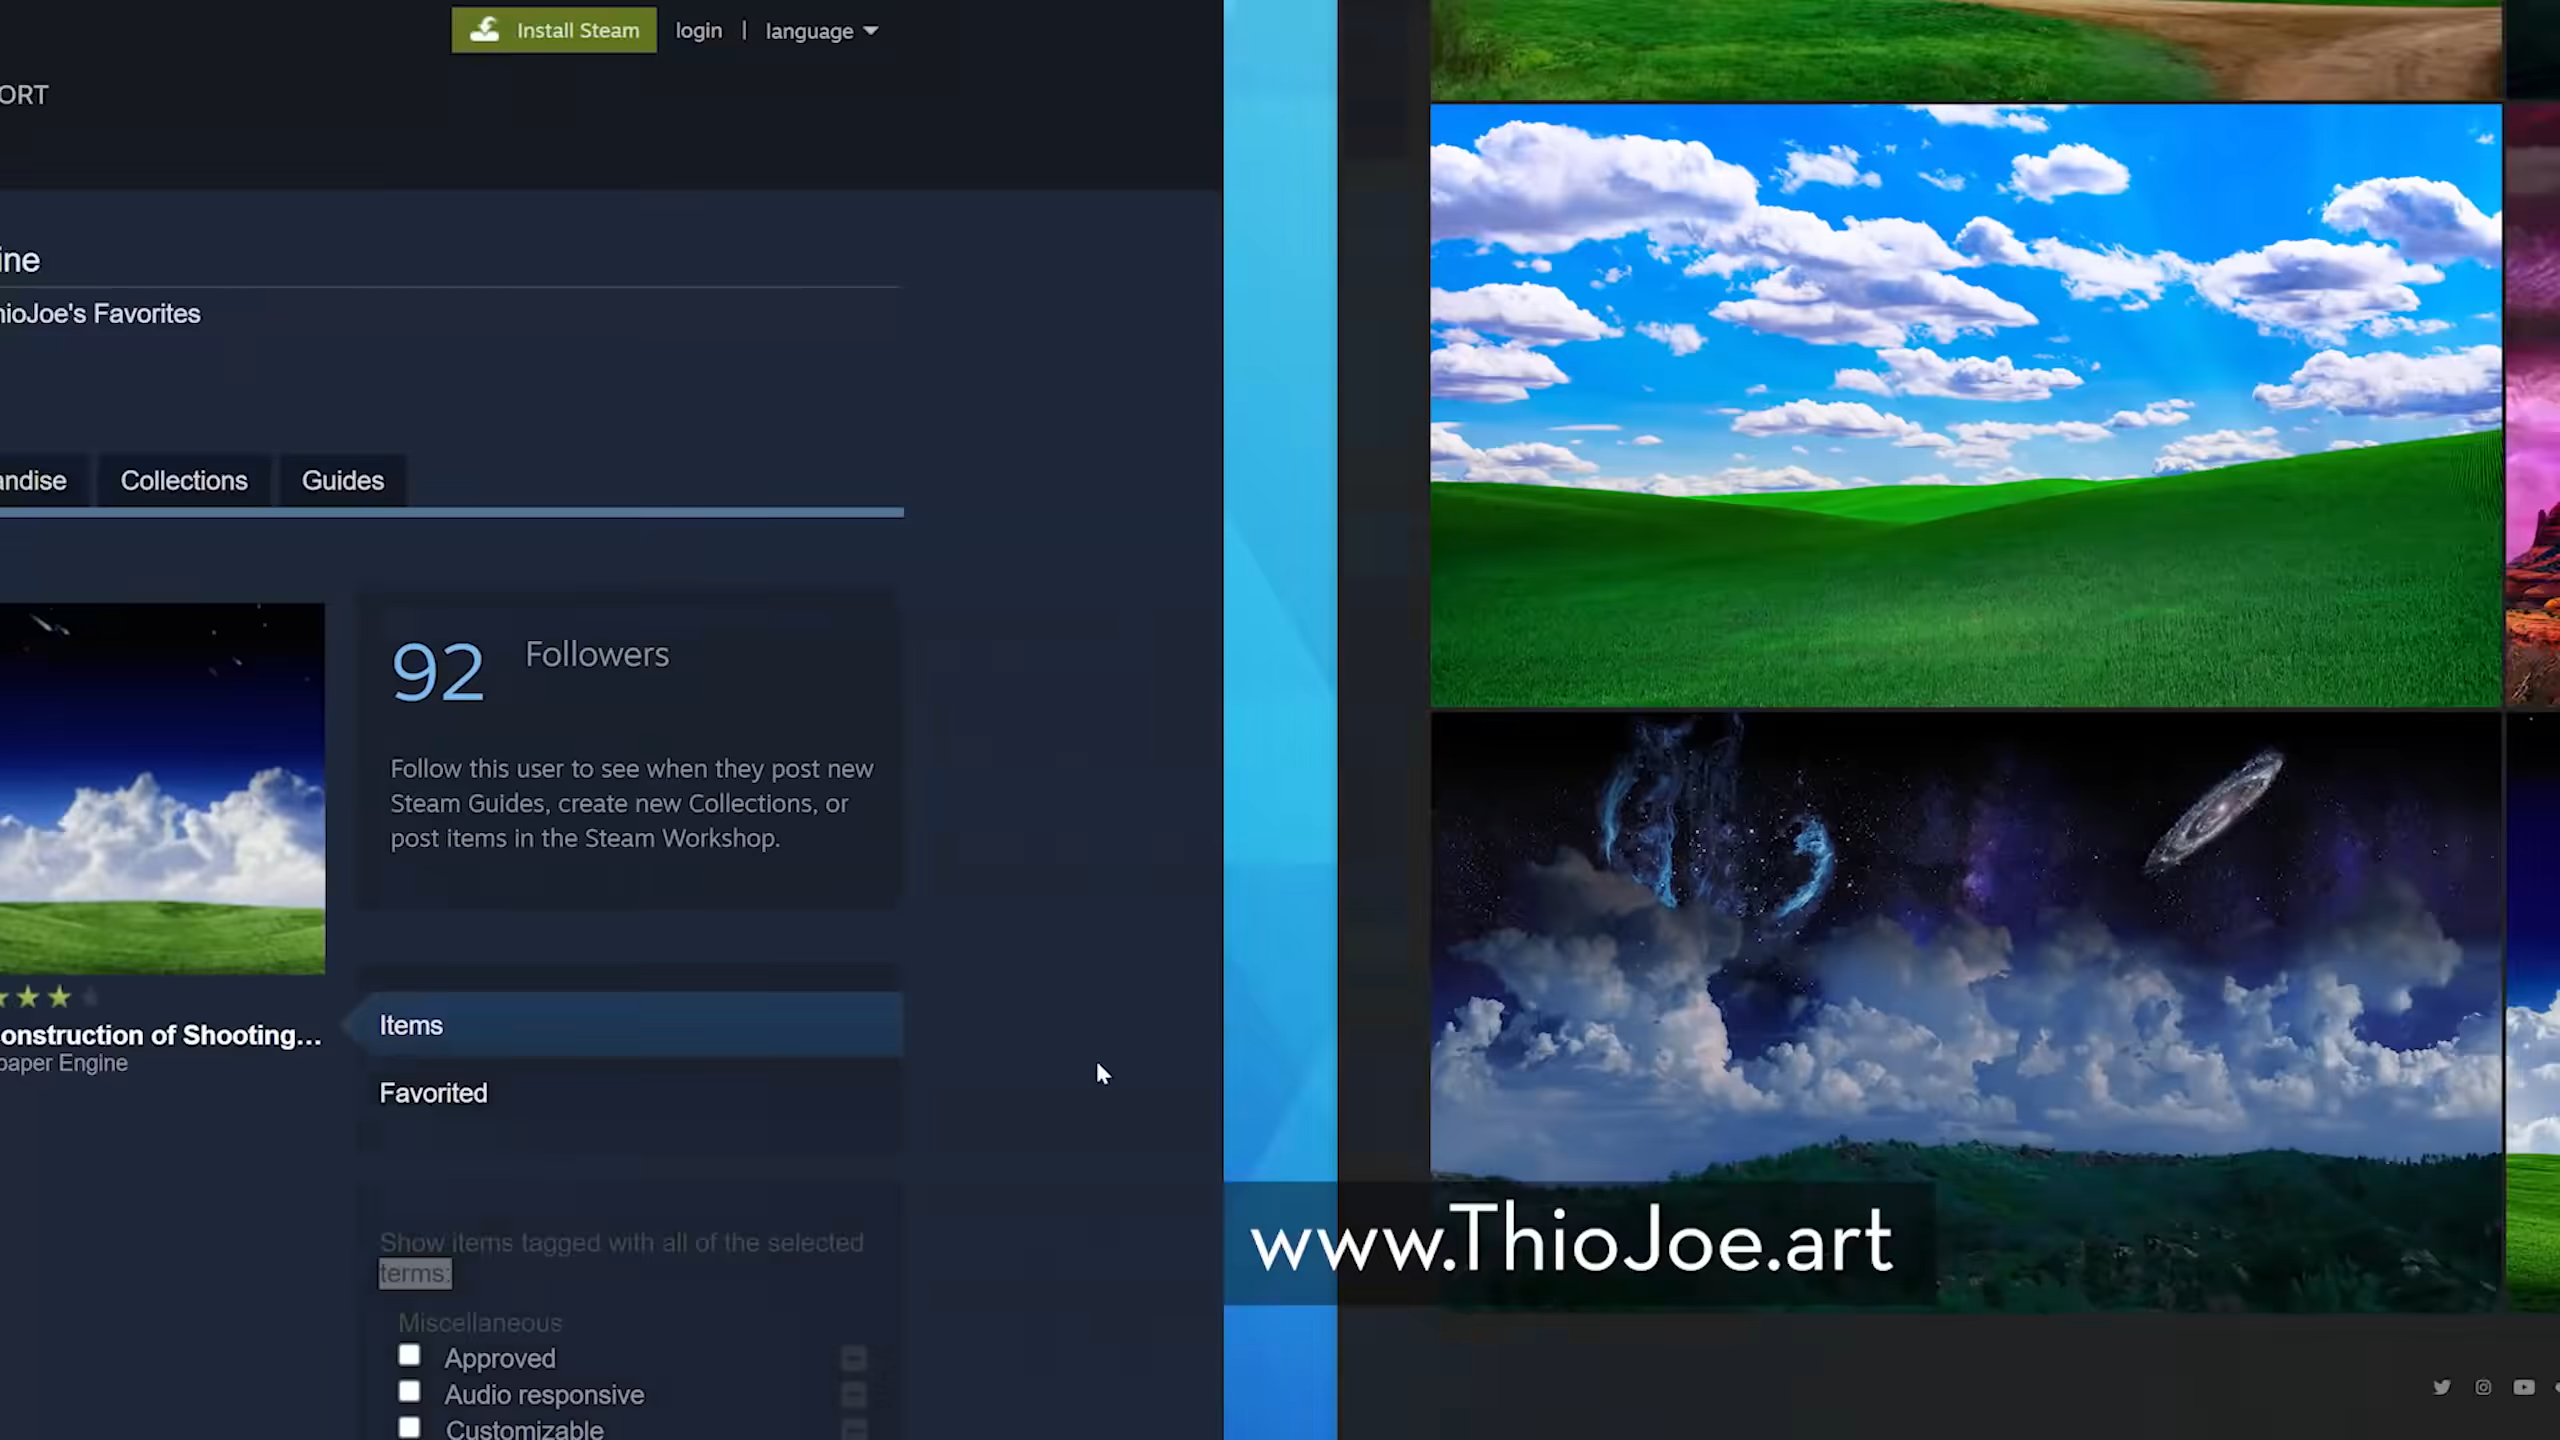 Install Steam login | language
ORT
ine
hioJoe's Favorites
andise Collections Guides
92 Followers
Follow this user to see when they post new
Steam Guides, create new Collections, or
post items in the Steam Workshop.
onstruction of Shooting...
paper Engine
Items
Favorited
Show items tagged with all of the selected
terms:
Miscellaneous
Approved
Audio responsive
Customizable
www.ThioJoe.art